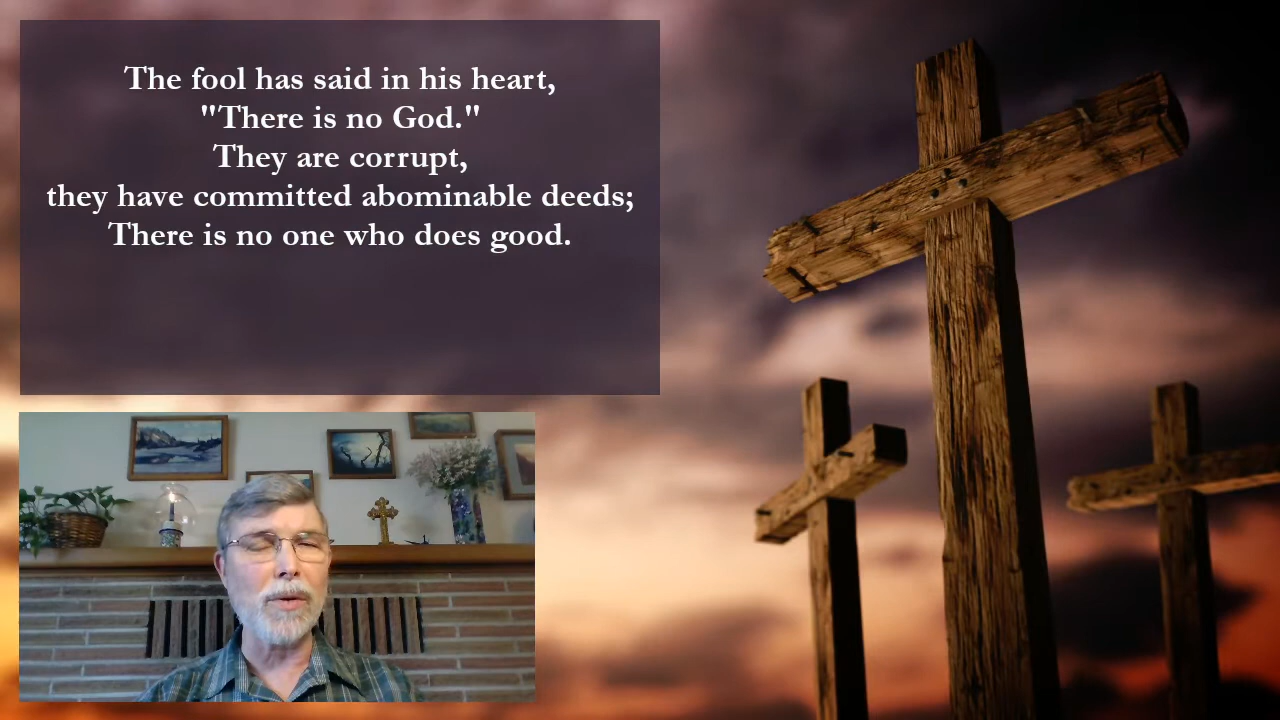 The fool has said in his heart,
"There is no God."
They are corrupt,
they have committed abominable deeds;
There is no one who does good.